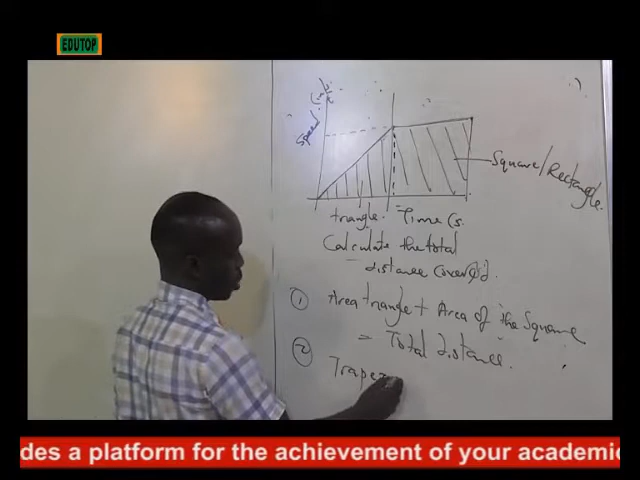 EDUTOP
Speed (m/s)
Square/Rectangle.
triangle. Time (s.
Calculate the total
distance covered.
① Area triangle + Area of the Square
= Total distance.
② Trapez
des a platform for the achievement of your academic